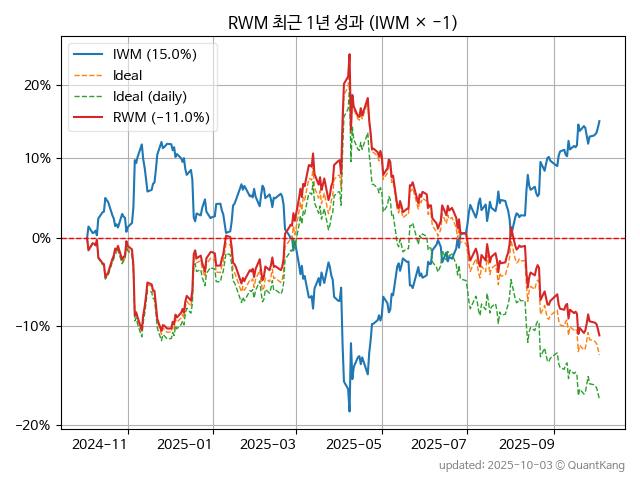 RWM 최근 1년 성과 (IWM × −1)
IWM (15.0%)
Ideal
Ideal (daily)
RWM (−11.0%)
20%
10%
0%
−10%
−20%
2024−11
2025−01
2025−03
2025−05
2025−07
2025−09
updated: 2025-10-03 © QuantKang